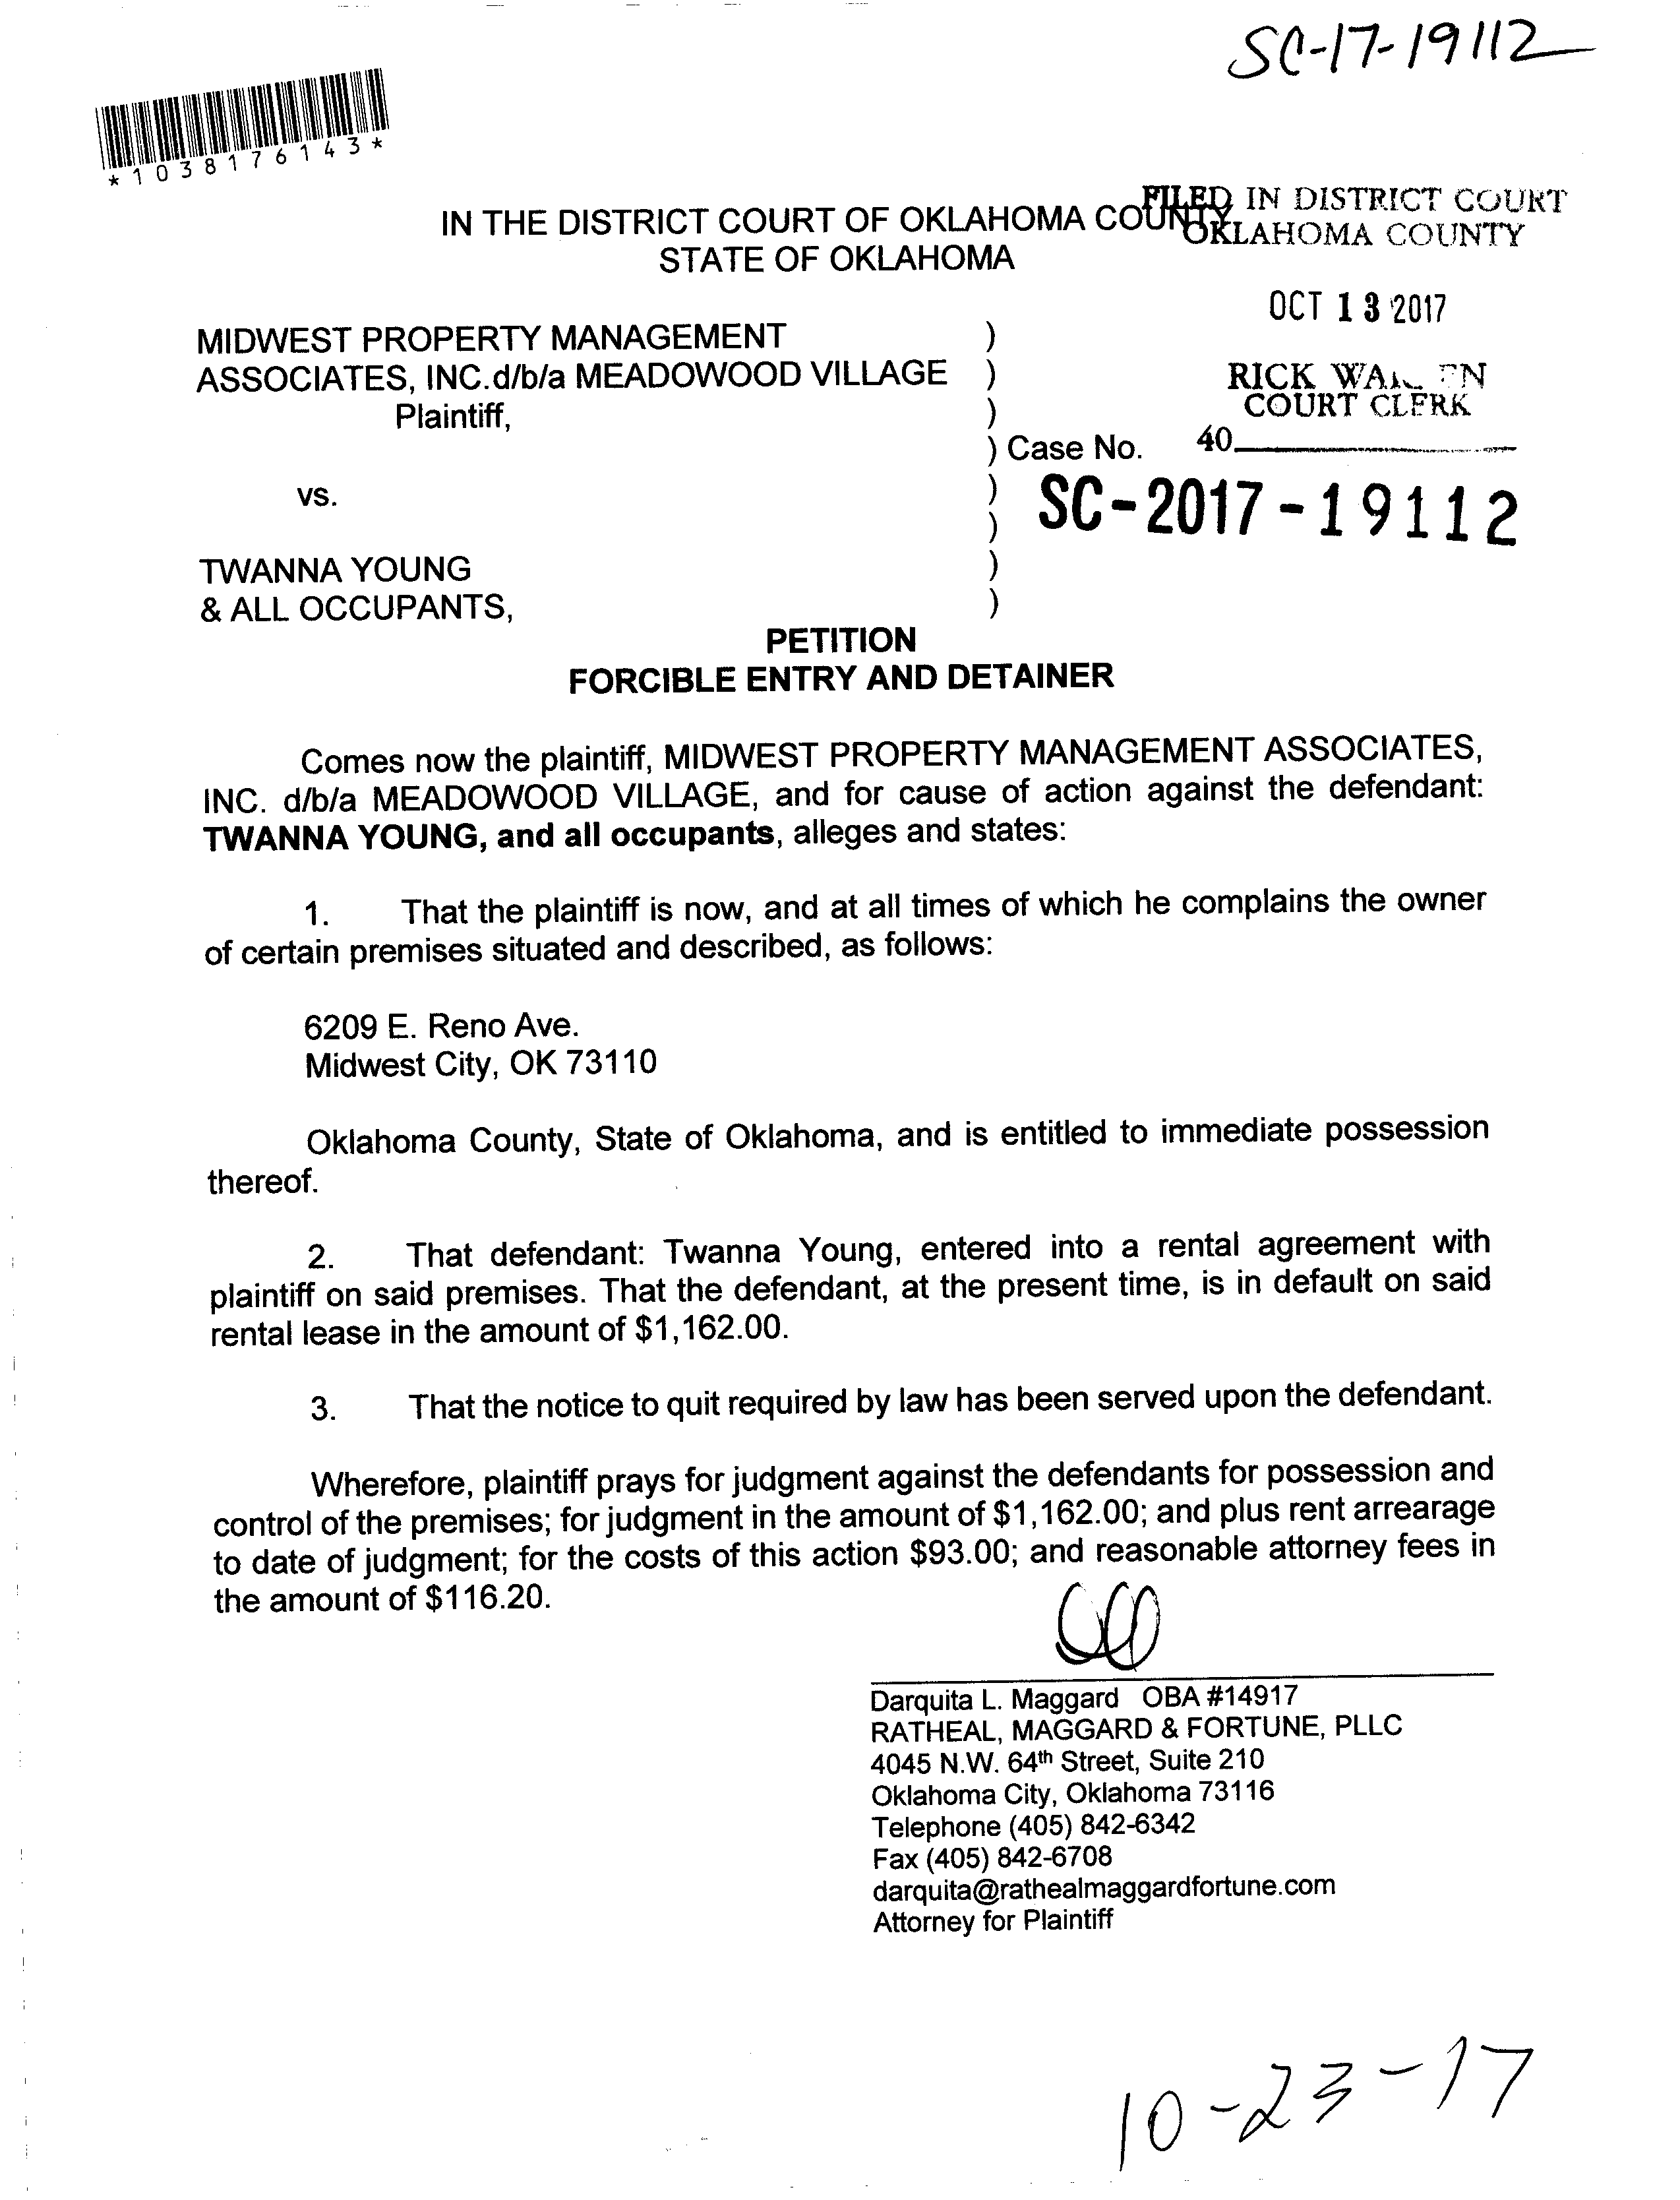 SC-17-19112
*1038176143*
FILED IN DISTRICT COURT
OKLAHOMA COUNTY
IN THE DISTRICT COURT OF OKLAHOMA COUNTY
STATE OF OKLAHOMA
OCT 13 2017
RICK
COURT CLERK
40
MIDWEST PROPERTY MANAGEMENT )
ASSOCIATES, INC.d/b/a MEADOWOOD VILLAGE )
Plaintiff, )
) Case No.
vs. ) SC-2017-19112
)
TWANNA YOUNG )
& ALL OCCUPANTS, )
PETITION
FORCIBLE ENTRY AND DETAINER
Comes now the plaintiff, MIDWEST PROPERTY MANAGEMENT ASSOCIATES,
INC. d/b/a MEADOWOOD VILLAGE, and for cause of action against the defendant:
TWANNA YOUNG, and all occupants, alleges and states:
1. That the plaintiff is now, and at all times of which he complains the owner
of certain premises situated and described, as follows:
6209 E. Reno Ave.
Midwest City, OK 73110
Oklahoma County, State of Oklahoma, and is entitled to immediate possession
thereof.
2. That defendant: Twanna Young, entered into a rental agreement with
plaintiff on said premises. That the defendant, at the present time, is in default on said
rental lease in the amount of $1,162.00.
3. That the notice to quit required by law has been served upon the defendant.
Wherefore, plaintiff prays for judgment against the defendants for possession and
control of the premises; for judgment in the amount of $1,162.00; and plus rent arrearage
to date of judgment; for the costs of this action $93.00; and reasonable attorney fees in
the amount of $116.20.
Darquita L. Maggard OBA #14917
RATHEAL, MAGGARD & FORTUNE, PLLC
4045 N.W. 64th Street, Suite 210
Oklahoma City, Oklahoma 73116
Telephone (405) 842-6342
Fax (405) 842-6708
darquita@rathealmaggardfortune.com
Attorney for Plaintiff
10-23-17